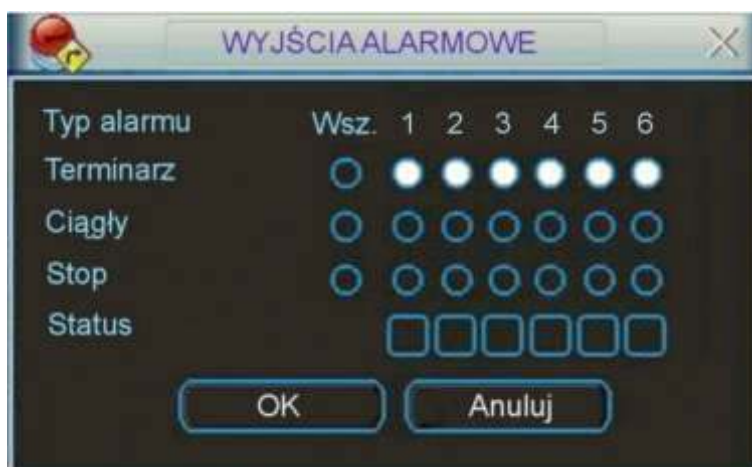 WYJŚCIA ALARMOWE
Typ alarmu Wsz. 1 2 3 4 5 6
Terminarz
Ciągły
Stop
Status
OK Anuluj